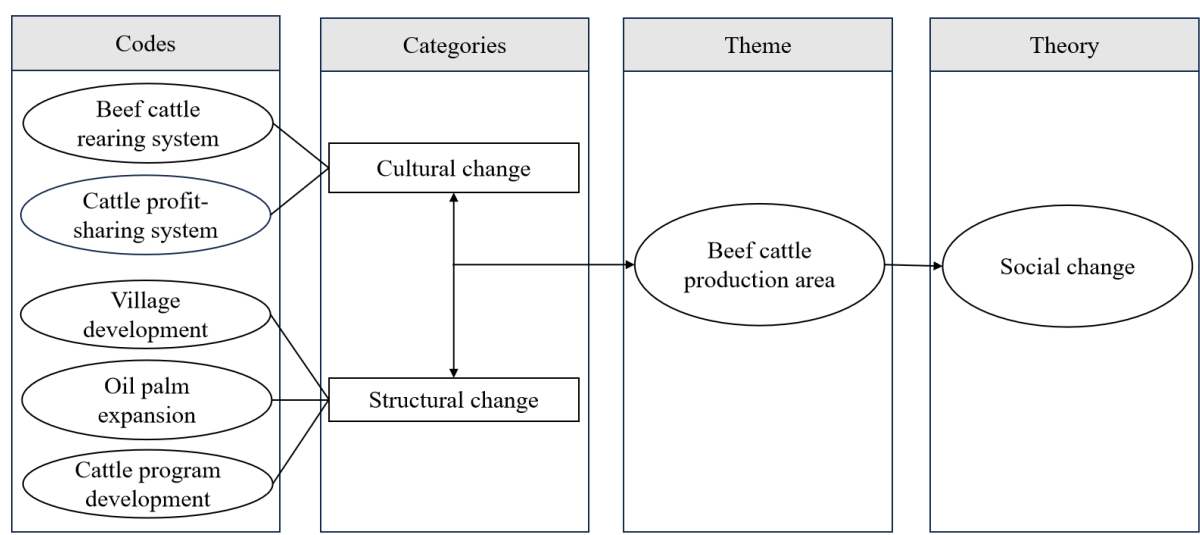 Codes
Categories
Theme
Theory
Beef cattle
rearing system
Cattle profit-
sharing system
Village
development
Oil palm
expansion
Cattle program
development
Cultural change
Structural change
Beef cattle
production area
Social change